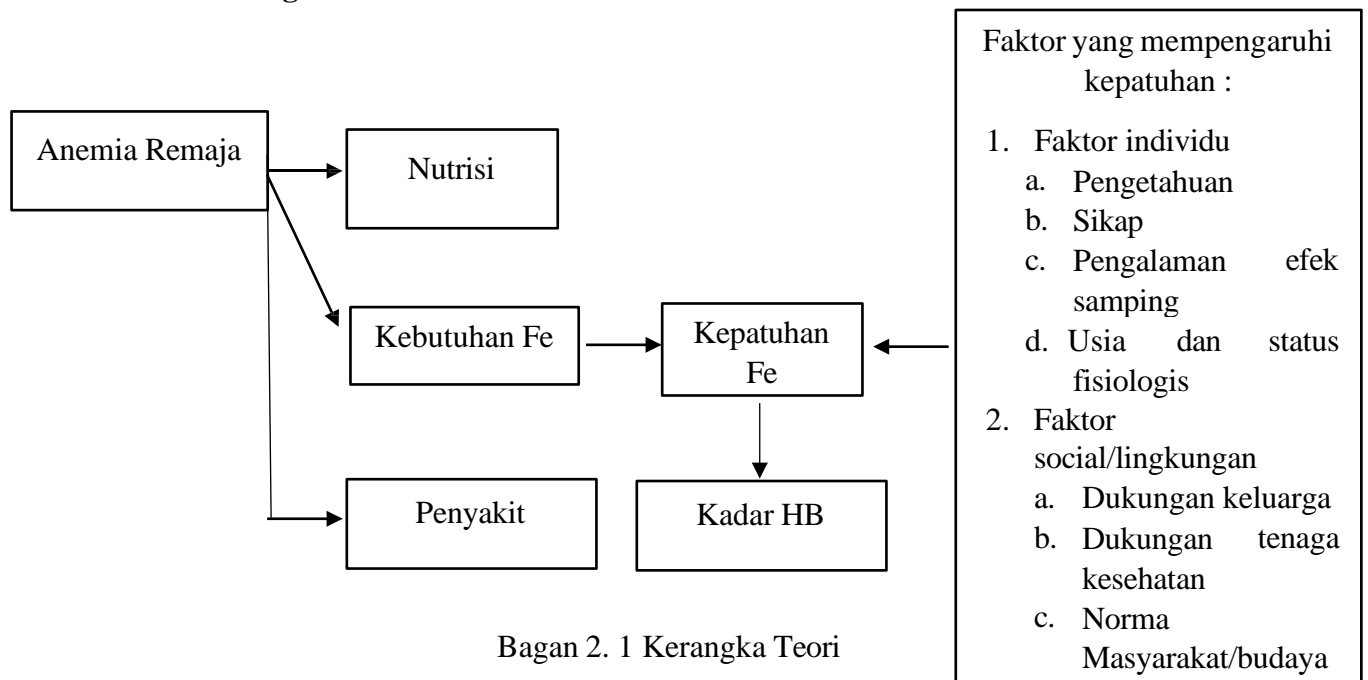 Anemia Remaja
Nutrisi
Kebutuhan Fe
Kepatuhan
Fe
Penyakit
Kadar HB
Faktor yang mempengaruhi
kepatuhan :
1. Faktor individu
a. Pengetahuan
b. Sikap
c. Pengalaman efek
samping
d. Usia dan status
fisiologis
2. Faktor
social/lingkungan
a. Dukungan keluarga
b. Dukungan tenaga
kesehatan
c. Norma
Masyarakat/budaya
Bagan 2. 1 Kerangka Teori